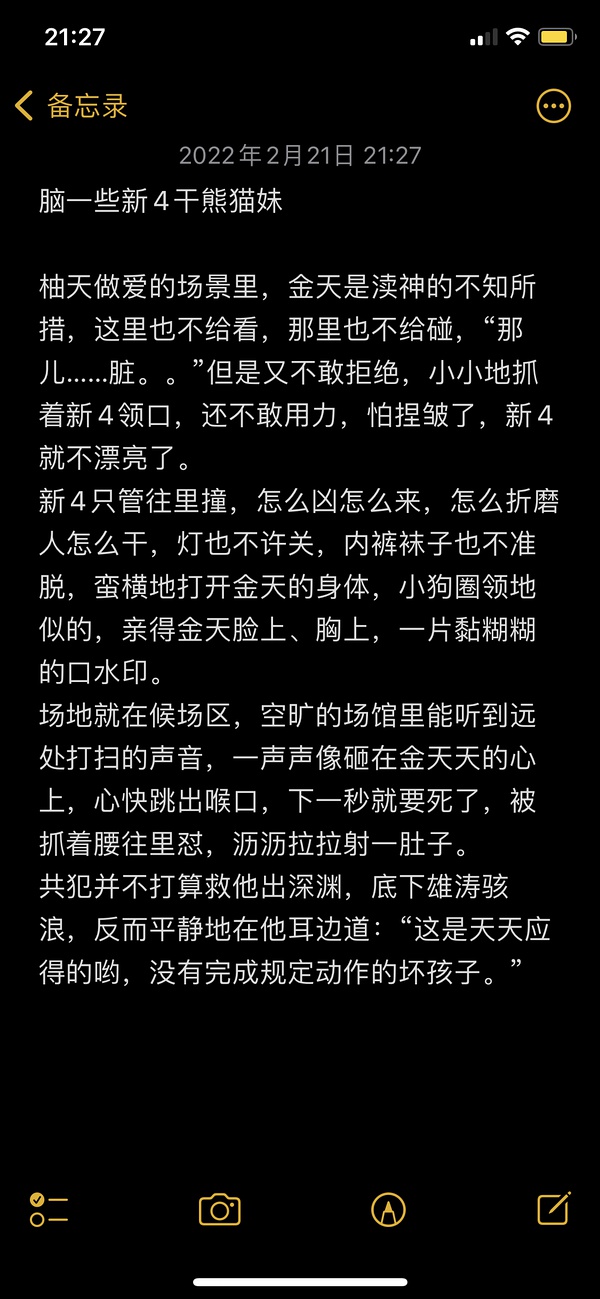 21:27
备忘录
2022年2月21日 21:27
脑一些新4干熊猫妹
柚天做爱的场景里，金天是渎神的不知所
措，这里也不给看，那里也不给碰，“那
儿……脏。。”但是又不敢拒绝，小小地抓
着新4领口，还不敢用力，怕捏皱了，新4
就不漂亮了。
新4只管往里撞，怎么凶怎么来，怎么折磨
人怎么干，灯也不许关，内裤袜子也不准
脱，蛮横地打开金天的身体，小狗圈领地
似的，亲得金天脸上、胸上，一片黏糊糊
的口水印。
场地就在候场区，空旷的场馆里能听到远
处打扫的声音，一声声像砸在金天天的心
上，心快跳出喉口，下一秒就要死了，被
抓着腰往里怼，沥沥拉拉射一肚子。
共犯并不打算救他出深渊，底下雄涛骇
浪，反而平静地在他耳边道：“这是天天应
得的哟，没有完成规定动作的坏孩子。”